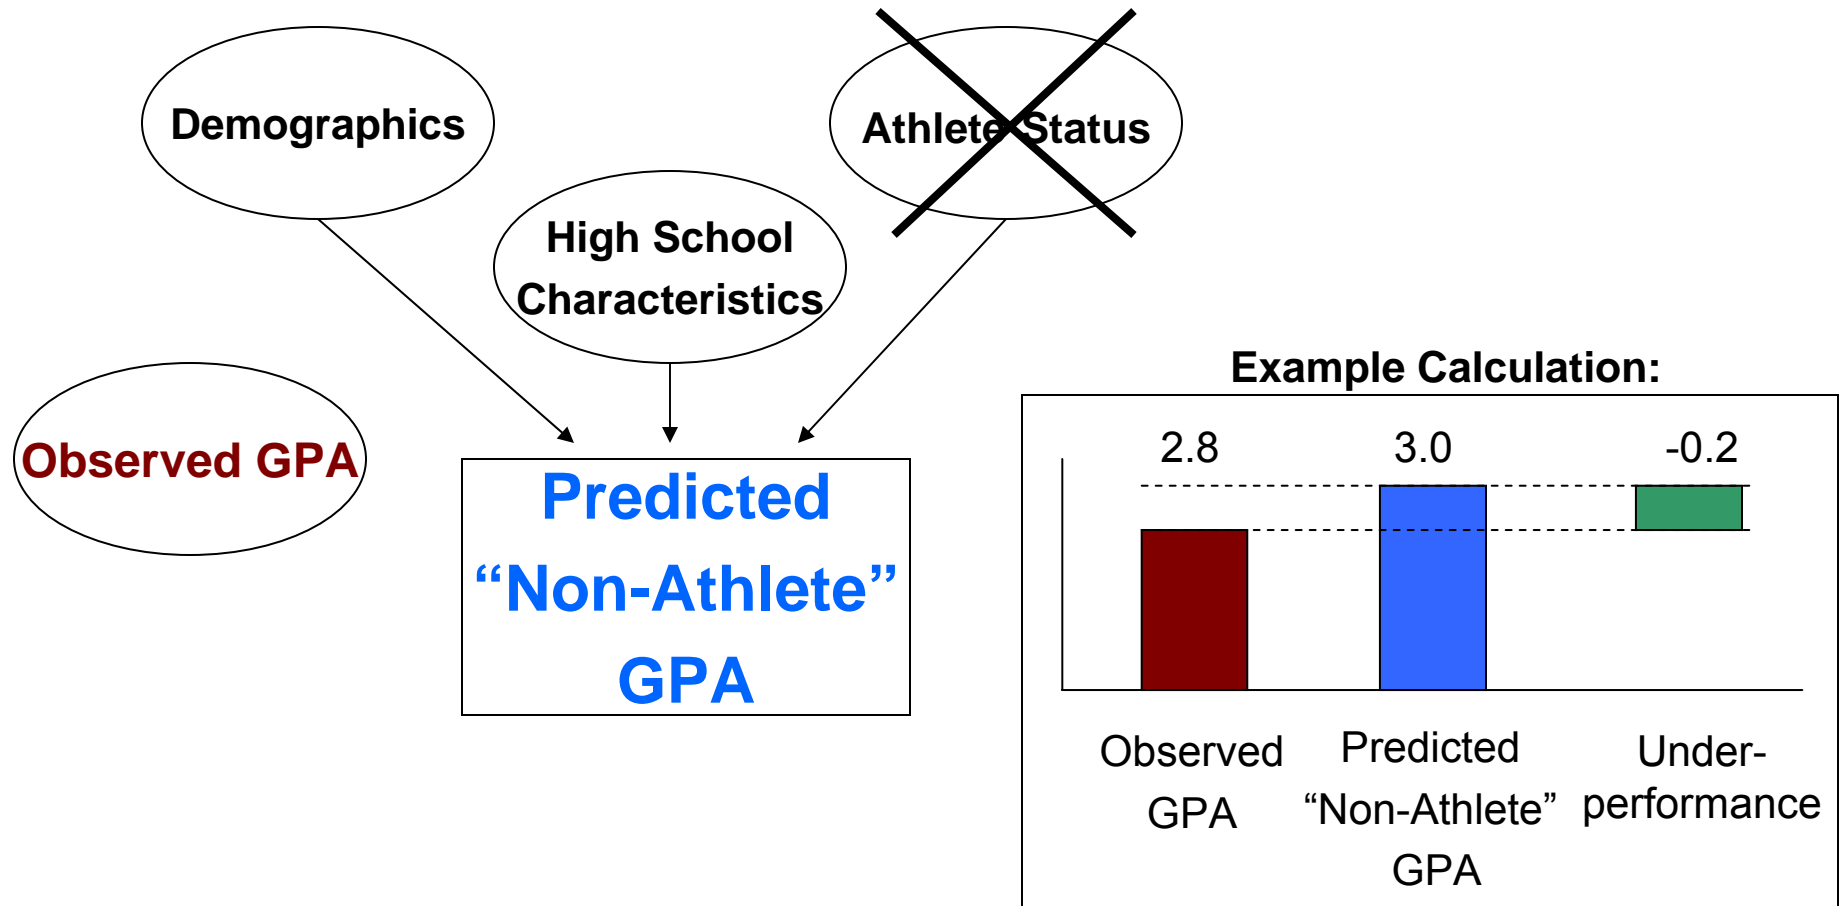 Demographics
Athlete Status
High School
Characteristics
Observed GPA
Predicted
“Non-Athlete”
GPA
Example Calculation:
2.8 3.0 -0.2
Observed
GPA
Predicted
“Non-Athlete”
GPA
Under-
performance